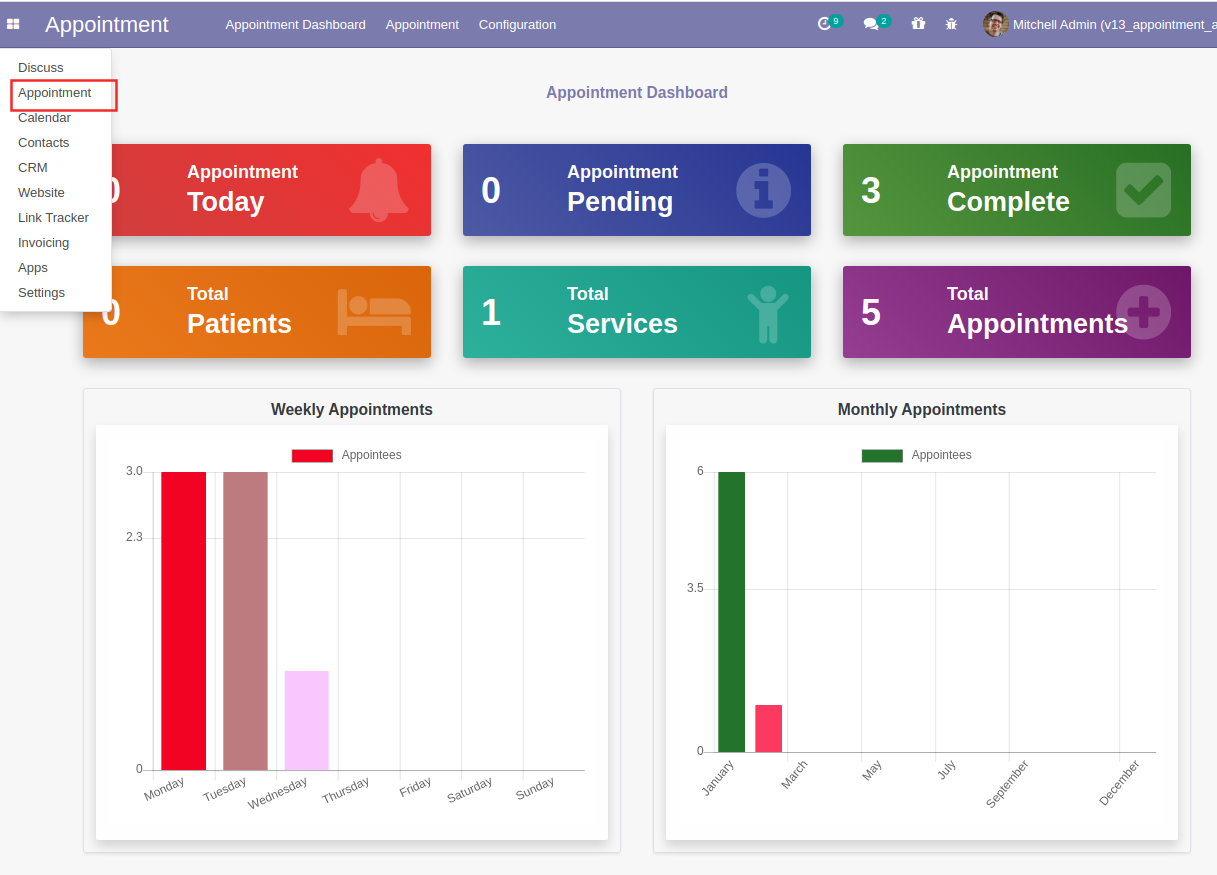 Appointment
Appointment Dashboard
Appointment
Configuration
9
2
Mitchell Admin (v13_appointment_a
Discuss
Appointment
Calendar
Contacts
CRM
Website
Link Tracker
Invoicing
Apps
Settings
Appointment Dashboard
0
Appointment
Today
0
Appointment
Pending
3
Appointment
Complete
0
Total
Patients
1
Total
Services
5
Total
Appointments
Weekly Appointments
Appointees
3.0
2.3
0
Monday
Tuesday
Wednesday
Thursday
Friday
Saturday
Sunday
Monthly Appointments
Appointees
6
3.5
0
January
March
May
July
September
December